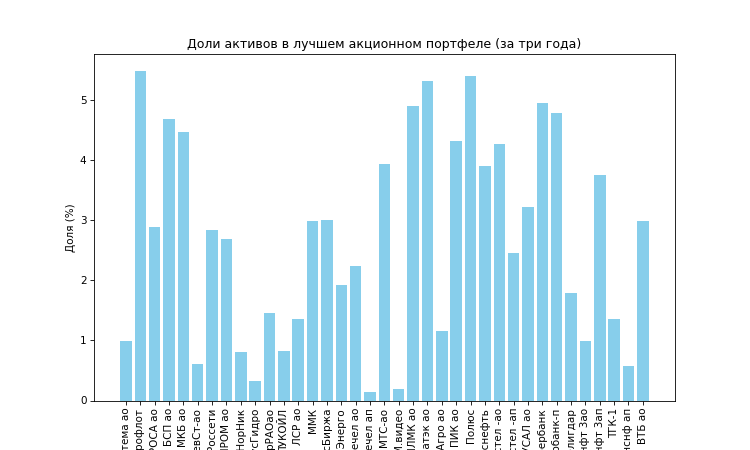 Доли активов в лучшем акционном портфеле (за три года)
Доля (%)
5
4
3
2
1
0
тема ао
рофлот
РОСА ао
БСП ао
МКБ ао
евСт-ао
Россети
ПРОМ ао
НорНик
сГидро
рРАОао
ЛУКОЙЛ
ЛСР ао
ММК
сБиржа
Энерго
ечел ао
ечел ап
МТС-ао
М.видео
ЛМК ао
атэк ао
Агро ао
ПИК ао
Полюс
снефть
стел -ао
стел -ап
УСАЛ ао
ербанк
рбанк-п
лигдар
нфт 3ао
нфт 3ап
ТГК-1
нснф ап
ВТБ ао